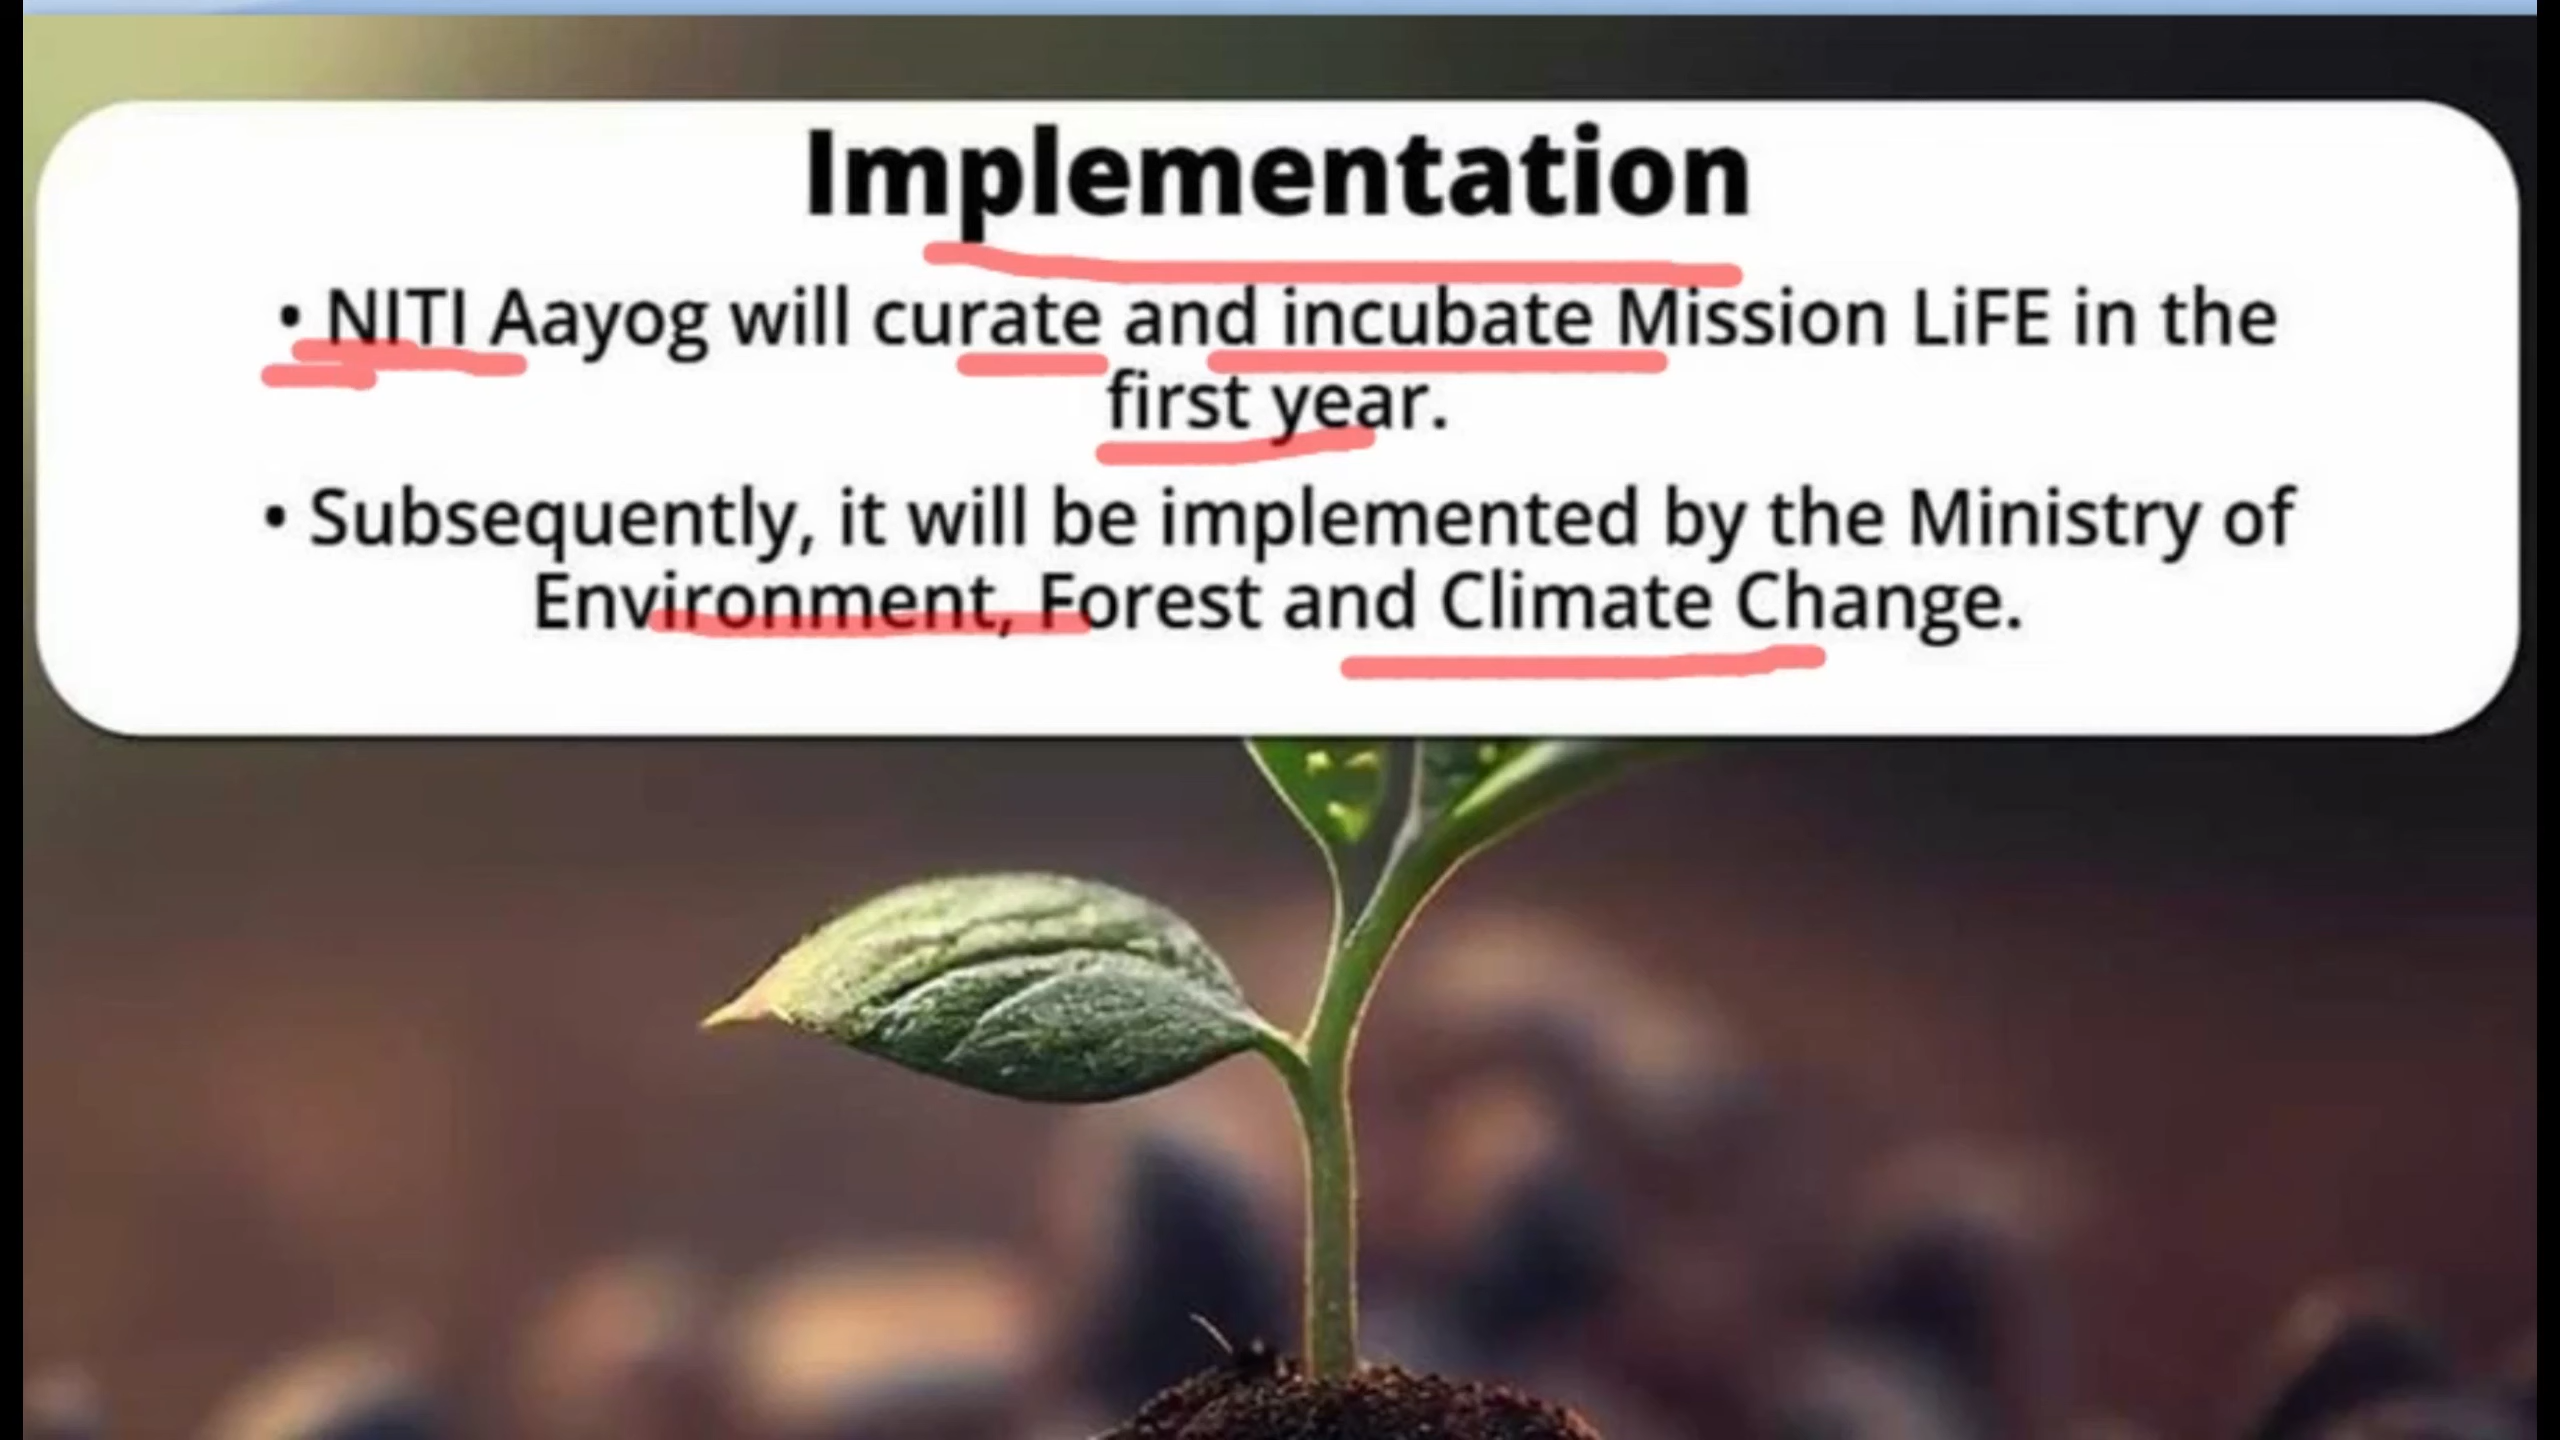 Implementation
• NITI Aayog will curate and incubate Mission LiFE in the
first year.
• Subsequently, it will be implemented by the Ministry of
Environment, Forest and Climate Change.